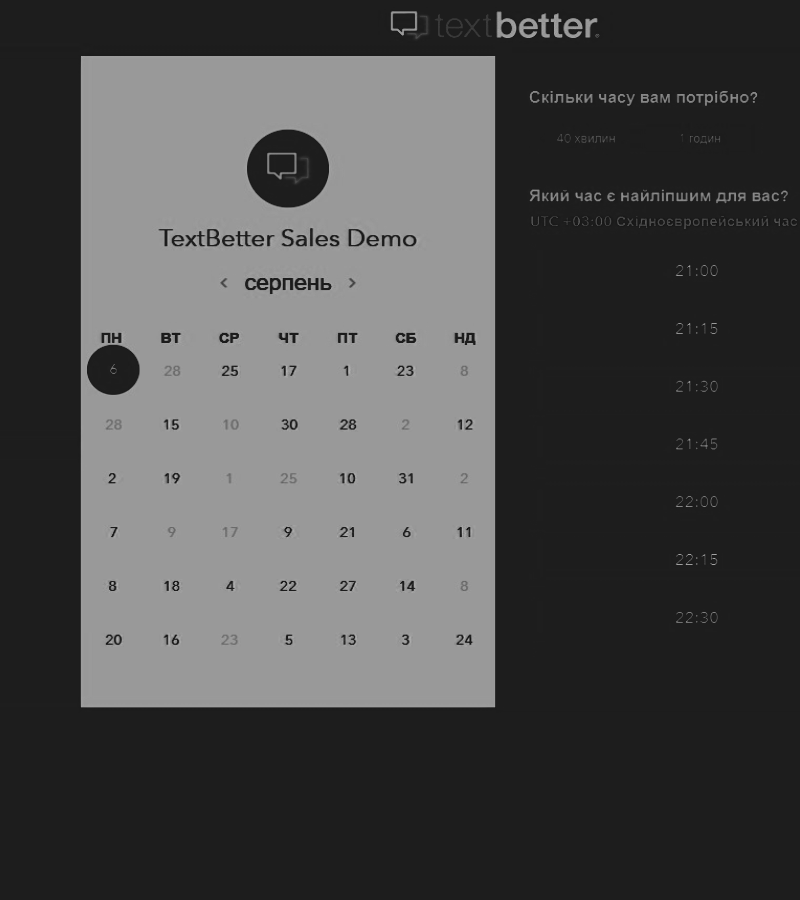 textbetter
TextBetter Sales Demo
серпень
ПН ВТ СР ЧТ ПТ СБ НД
6 28 25 17 1 23 8
28 15 10 30 28 2 12
2 19 1 25 10 31 2
7 9 17 9 21 6 11
8 18 4 22 27 14 8
20 16 23 5 13 3 24
Скільки часу вам потрібно?
40 хвилин 1 годин
Який час є найліпшим для вас?
UTC +03:00 Східноєвропейський час
21:00
21:15
21:30
21:45
22:00
22:15
22:30